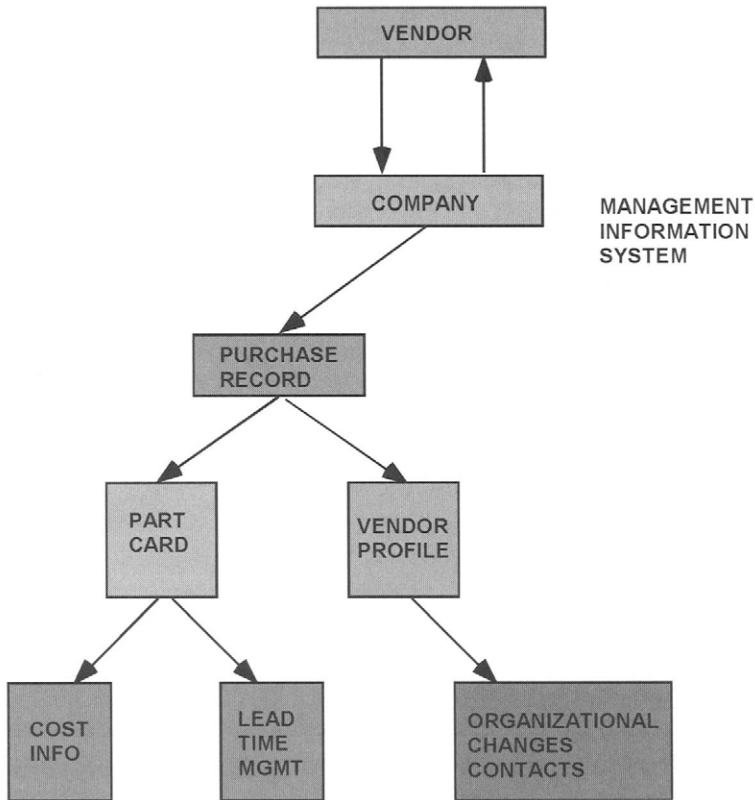 VENDOR
COMPANY
MANAGEMENT
INFORMATION
SYSTEM
PURCHASE
RECORD
PART
CARD
VENDOR
PROFILE
COST
INFO
LEAD
TIME
MGMT
ORGANIZATIONAL
CHANGES
CONTACTS